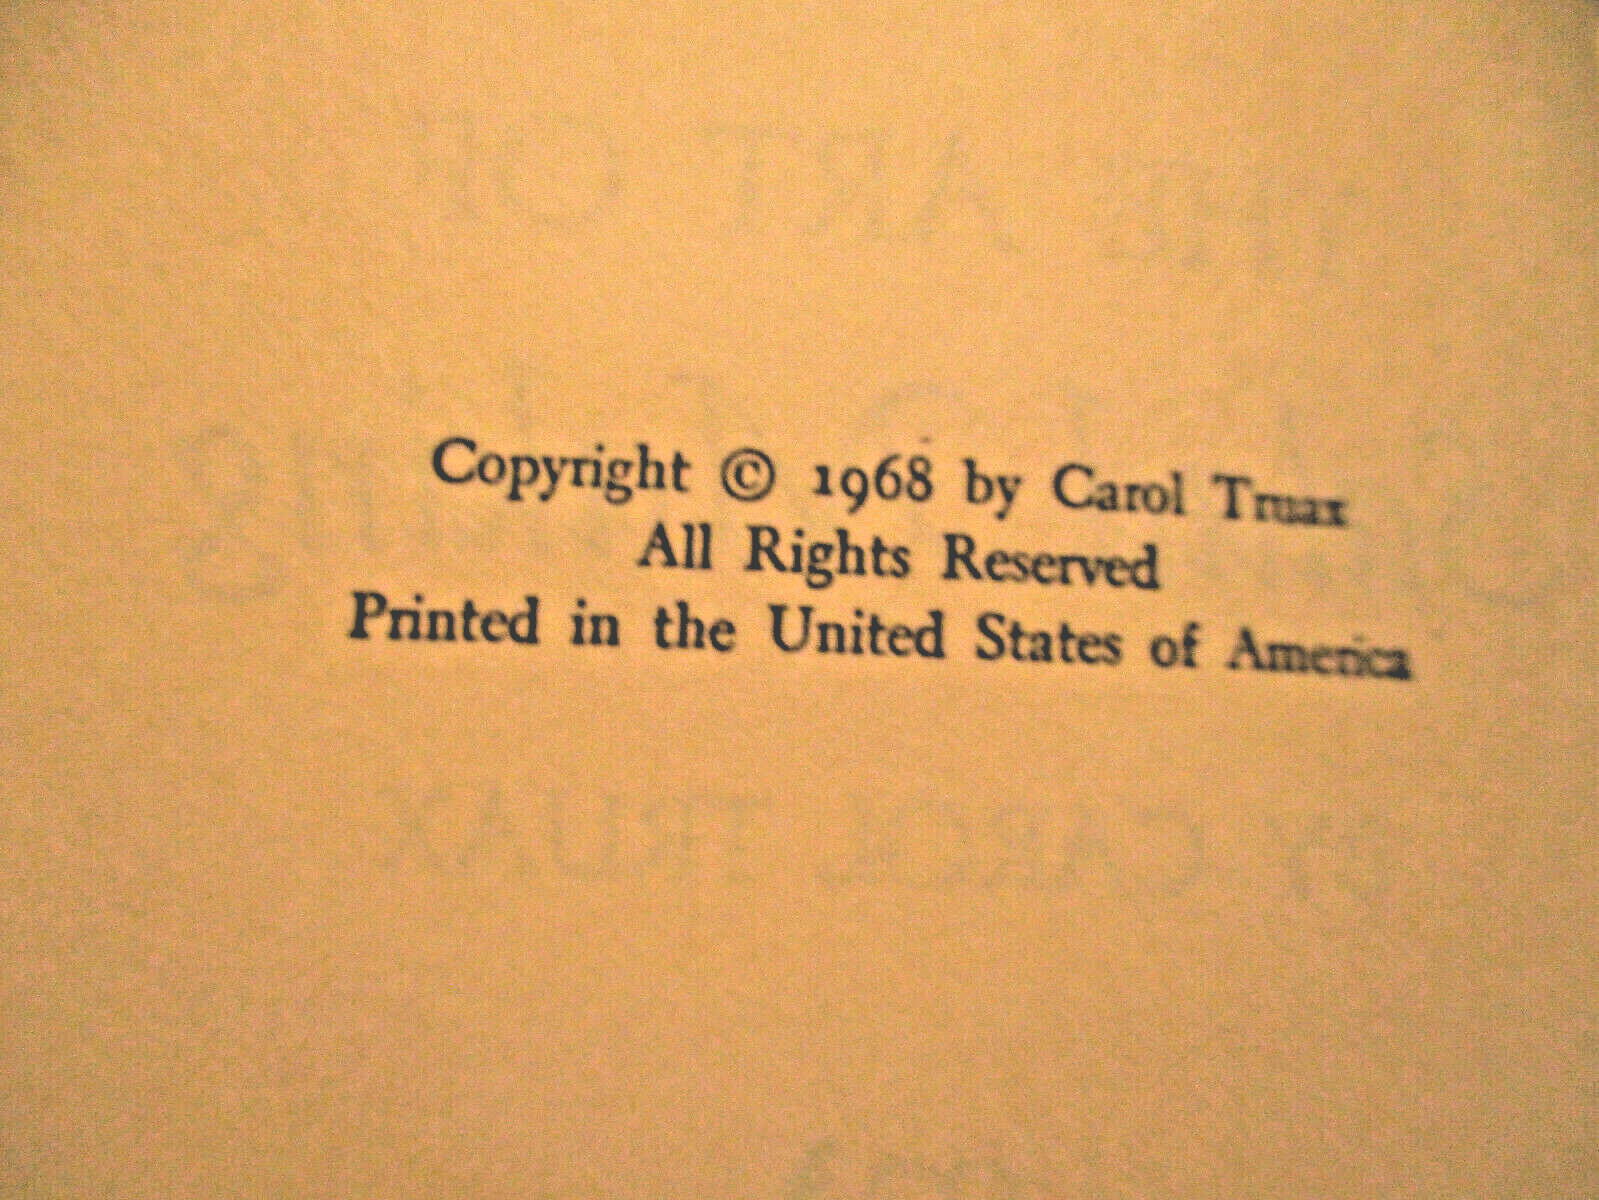 Copyright © 1968 by Carol Truax
All Rights Reserved
Printed in the United States of America